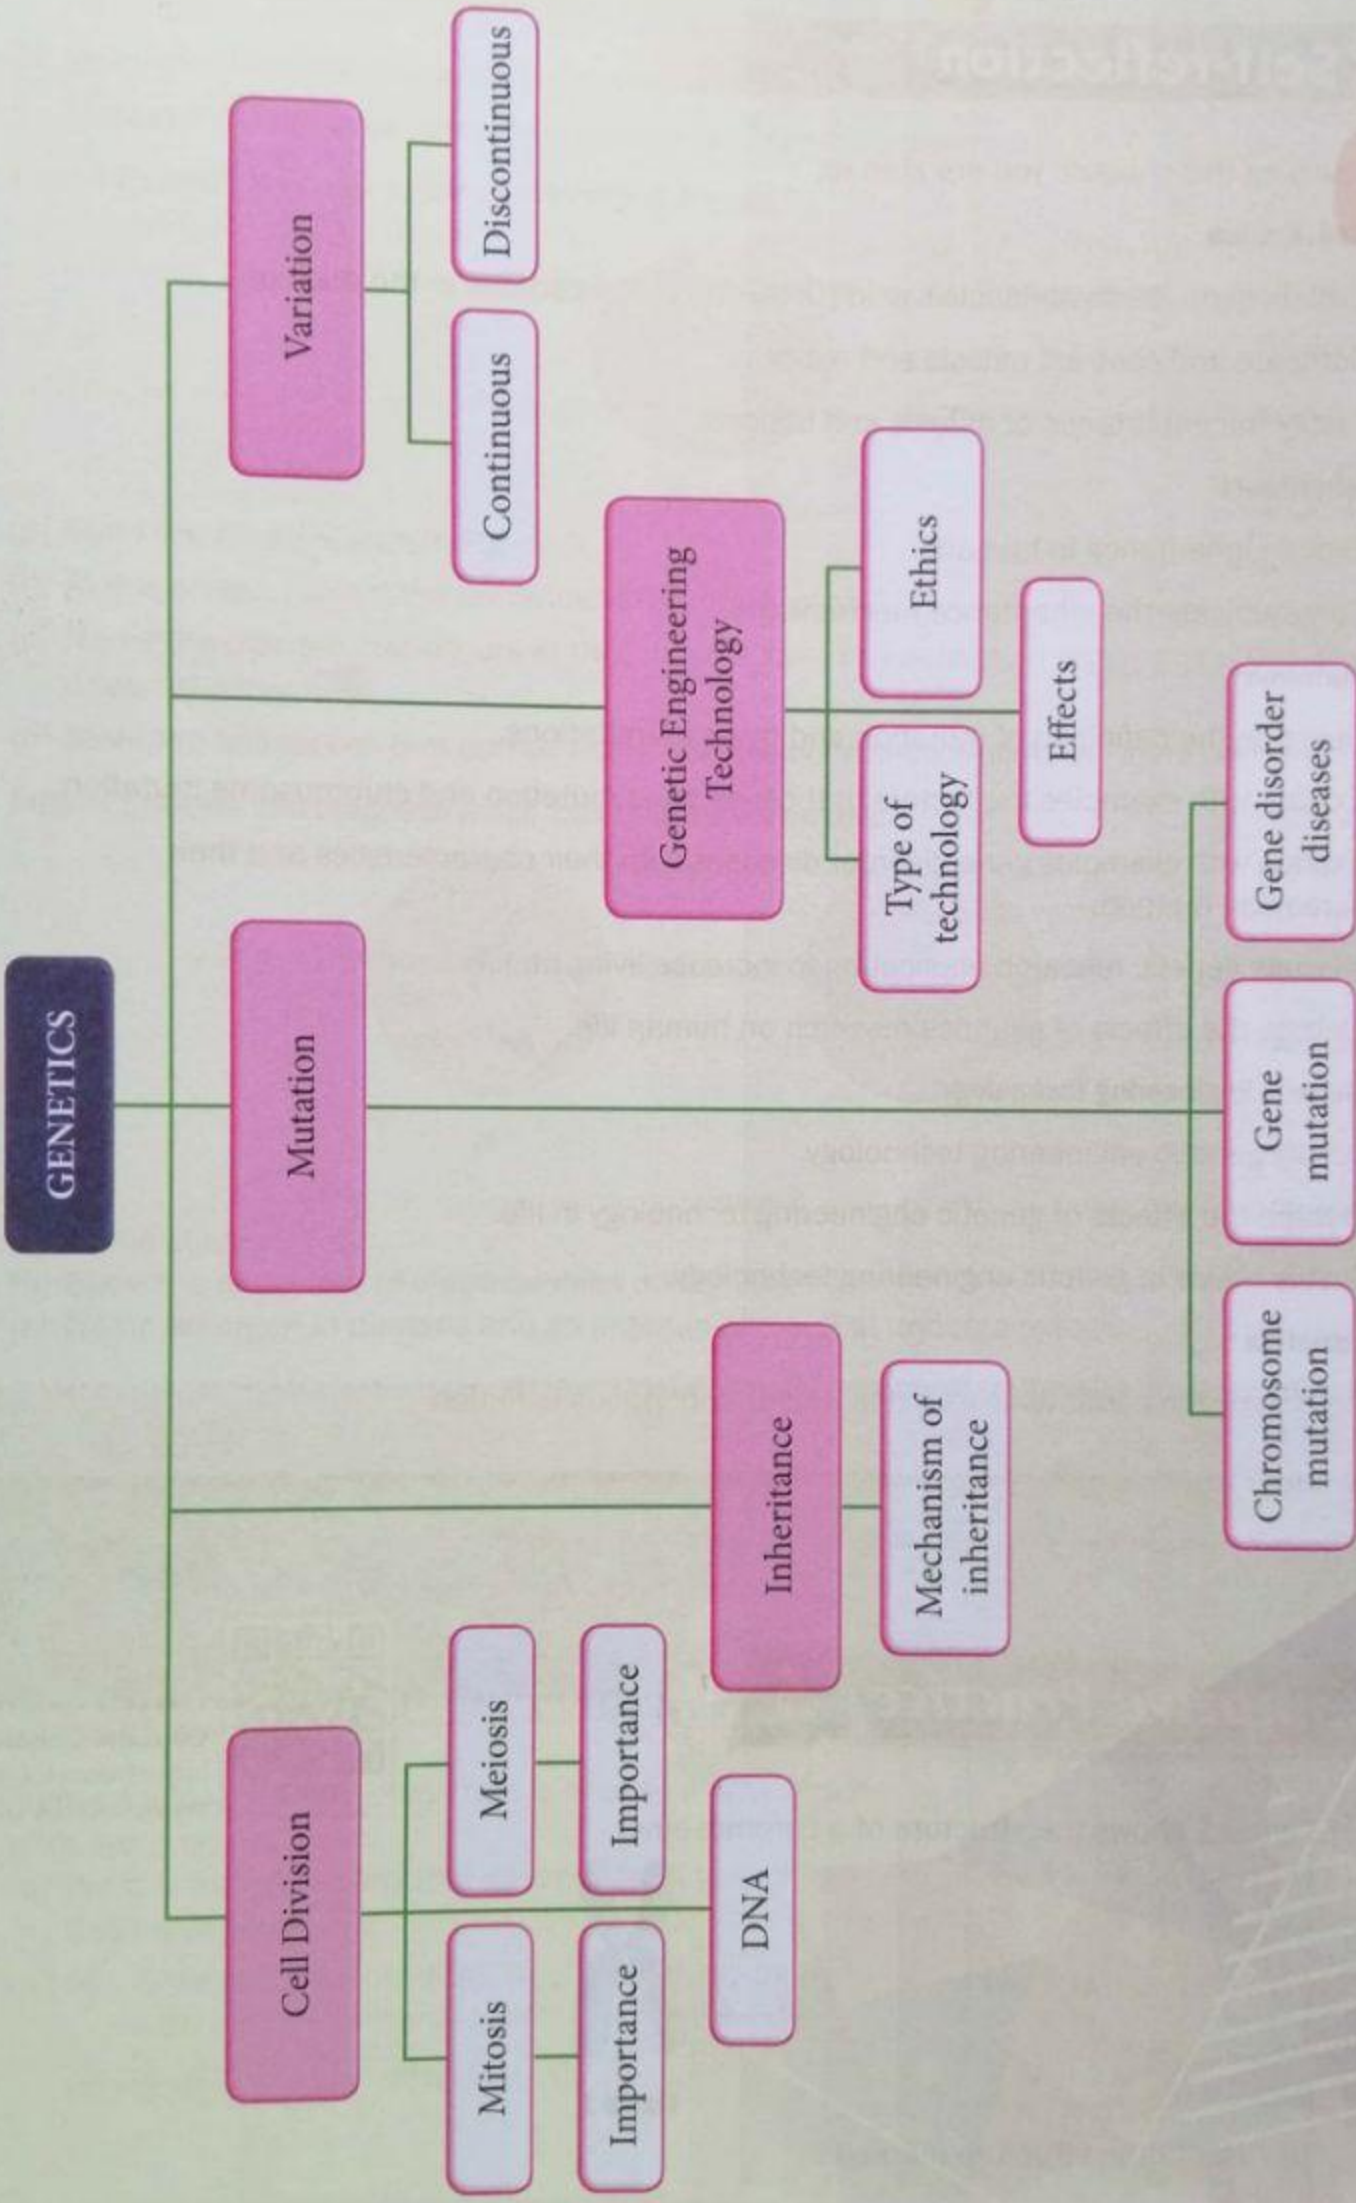 GENETICS
Cell Division
Mitosis
Importance
Meiosis
Importance
DNA
Inheritance
Mechanism of
inheritance
Mutation
Chromosome
mutation
Gene
mutation
Gene disorder
diseases
Genetic Engineering
Technology
Type of
technology
Ethics
Effects
Variation
Continuous
Discontinuous